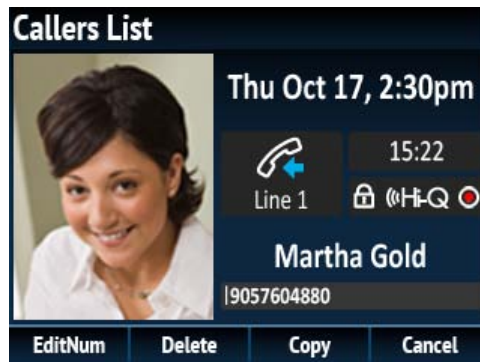 Callers List
Thu Oct 17, 2:30pm
Line 1
15:22
Hi-Q
Martha Gold
9057604880
EditNum Delete Copy Cancel